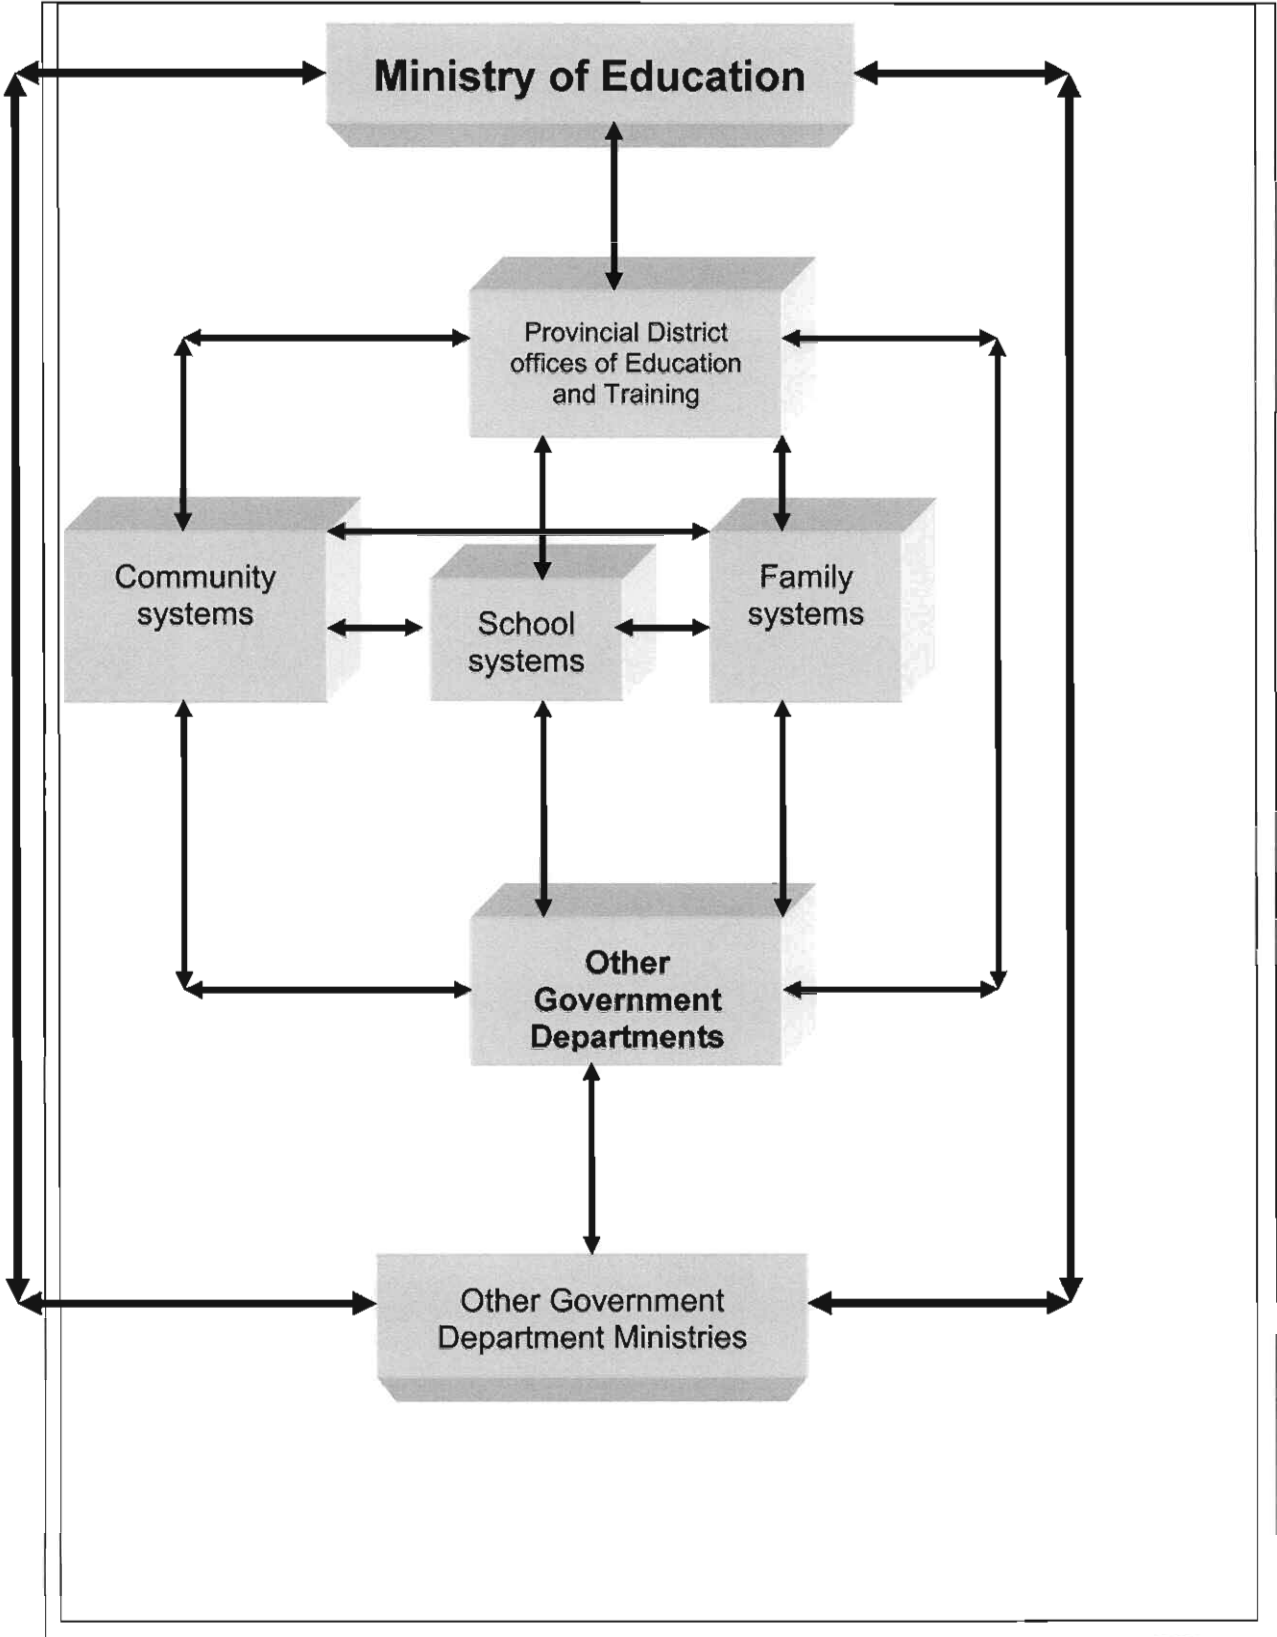 Ministry of Education
Provincial District
offices of Education
and Training
Community
systems
School
systems
Family
systems
Other
Government
Departments
Other Government
Department Ministries